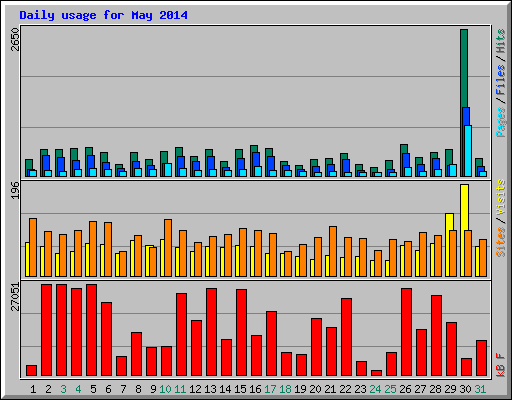 Daily usage for May 2014
2650
Pages / Files / Hits
196
Sites / Visits
27051
kB F
1 2 3 4 5 6 7 8 9 10 11 12 13 14 15 16 17 18 19 20 21 22 23 24 25 26 27 28 29 30 31